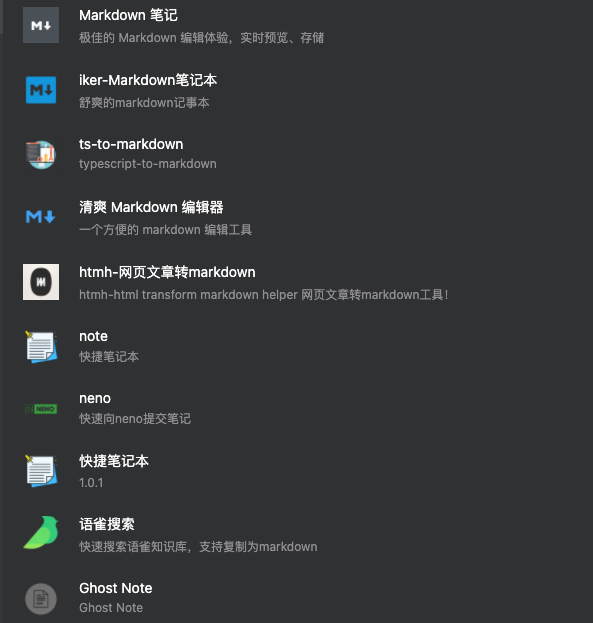 Markdown 笔记
极佳的 Markdown 编辑体验，实时预览、存储
iker-Markdown笔记本
舒爽的markdown记事本
ts-to-markdown
typescript-to-markdown
清爽 Markdown 编辑器
一个方便的 markdown 编辑工具
htmh-网页文章转markdown
htmh-html transform markdown helper 网页文章转markdown工具！
note
快捷笔记本
neno
快速向neno提交笔记
快捷笔记本
1.0.1
语雀搜索
快速搜索语雀知识库，支持复制为markdown
Ghost Note
Ghost Note